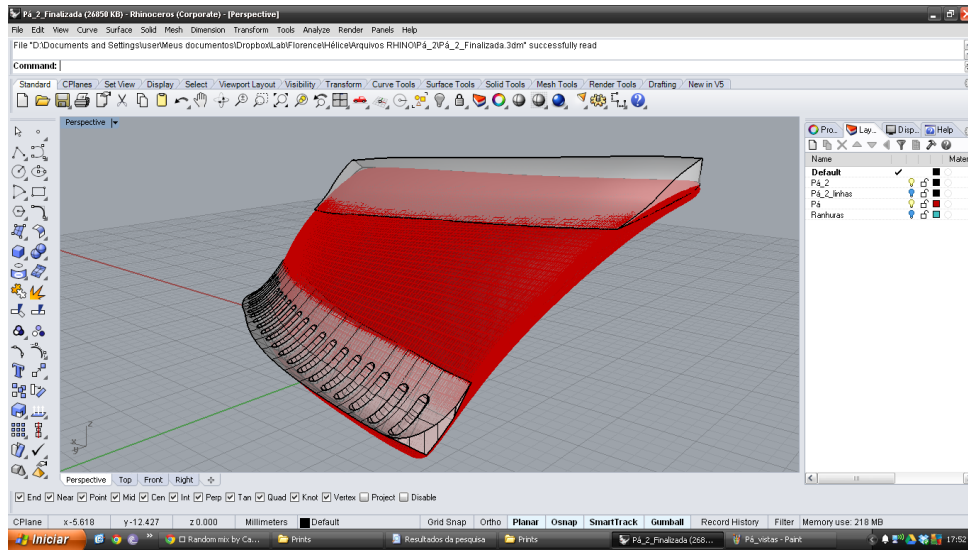 Pá_2_Finalizada (26850 KB) - Rhinoceros (Corporate) - [Perspective]
File Edit View Curve Surface Solid Mesh Dimension Transform Tools Analyze Render Panels Help
File "D:\Documents and Settings\user\Meus documentos\Dropbox\Lab\Florence\Hélice\Arquivos RHINO\Pá_2\Pá_2_Finalizada.3dm" successfully read
Command:
Standard CPlanes Set View Display Select Viewport Layout Visibility Transform Curve Tools Surface Tools Solid Tools Mesh Tools Render Tools Drafting New in V5
Perspective
Pro... Lay... Disp... Help
Name Mater
Default
Pá_2
Pá_2_linhas
Pá
Ranhuras
z
x
y
Perspective Top Front Right
End Near Point Mid Cen Int Perp Tan Quad Knot Vertex Project Disable
CPlane x -5.618 y -12.427 z 0.000 Millimeters Default Grid Snap Ortho Planar Osnap SmartTrack Gumball Record History Filter Memory use: 218 MB
Iniciar Random mix by Ca... Prints Resultados da pesquisa Prints Pá_2_Finalizada (268... Pá_vistas - Paint 17:52